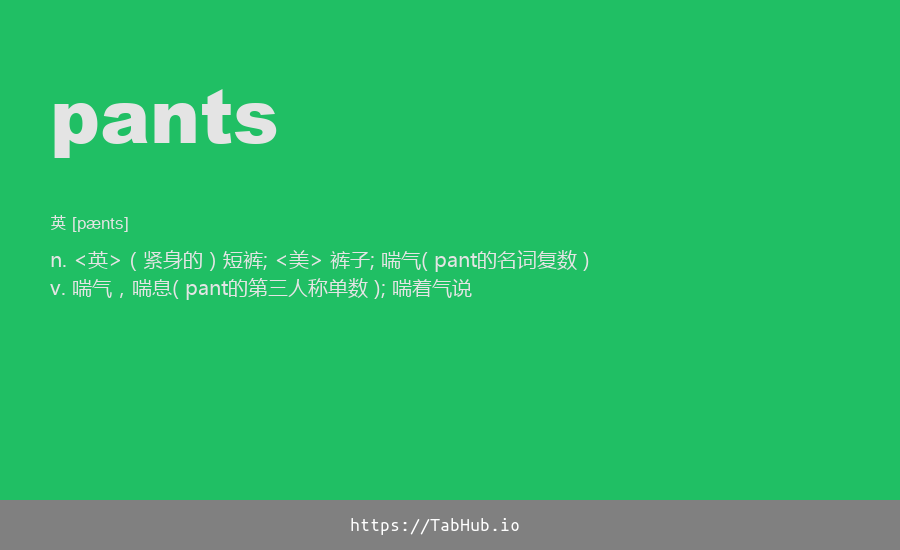 pants
英 [pænts]
n. <英> ( 紧身的 ) 短裤; <美> 裤子; 喘气( pant的名词复数 )
v. 喘气 , 喘息( pant的第三人称单数 ); 喘着气说
https://TabHub.io